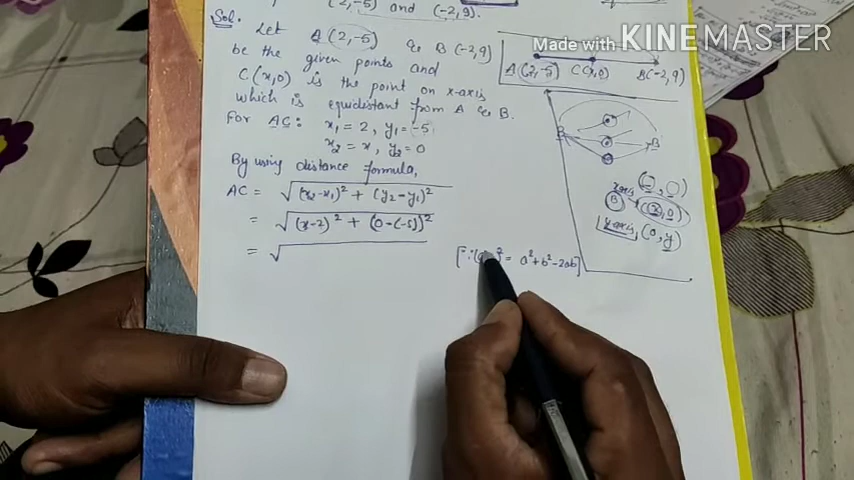 (2,-5) and (-2,9).
Sol. Let A (2,-5) & B (-2,9)
be the given points and
C (x,0) is the point on x-axis
which is equidistant from A & B.
For AC: x₁ = 2, y₁ = -5
x₂ = x, y₂ = 0
By using distance formula,
AC = √(x₂-x₁)² + (y₂-y₁)²
= √(x-2)² + (0-(-5))²
= √
[∵ ( )² = a²+b²-2ab]
Made with KINEMASTER
A (2,-5) C(x,0) B(-2,9)
B
(0,0)
x-axis
B (x,0)
y-axis (0,y)